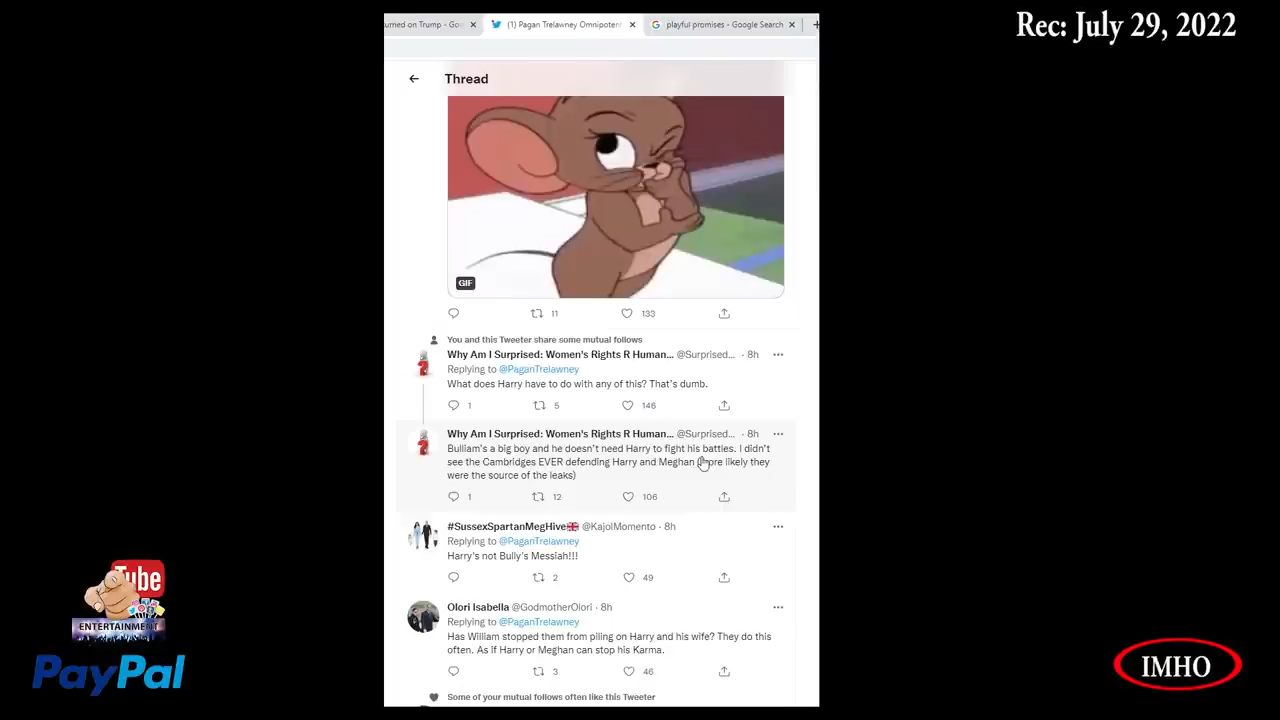 Rec: July 29, 2022
urned on Trump - Goo
(1) Pagan Trelawney Omnipoten
playful promises - Google Search
Thread
GIF
11 133
You and this Tweeter share some mutual follows
Why Am I Surprised: Women's Rights R Human... @Surprised... · 8h
Replying to @PaganTrelawney
What does Harry have to do with any of this? That's dumb.
1 5 146
Why Am I Surprised: Women's Rights R Human... @Surprised... · 8h
Bulliam's a big boy and he doesn't need Harry to fight his battles. I didn't
see the Cambridges EVER defending Harry and Meghan likely they
were the source of the leaks)
1 12 106
#SussexSpartanMegHive🇬🇧 @KajolMomento · 8h
Replying to @PaganTrelawney
Harry's not Bully's Messiah!!!
2 49
Olori Isabella @GodmotherOlori · 8h
Replying to @PaganTrelawney
Has William stopped them from piling on Harry and his wife? They do this
often. As if Harry or Meghan can stop his Karma.
3 46
Some of your mutual follows often like this Tweeter
Tube
ENTERTAINMENT
PayPal
IMHO